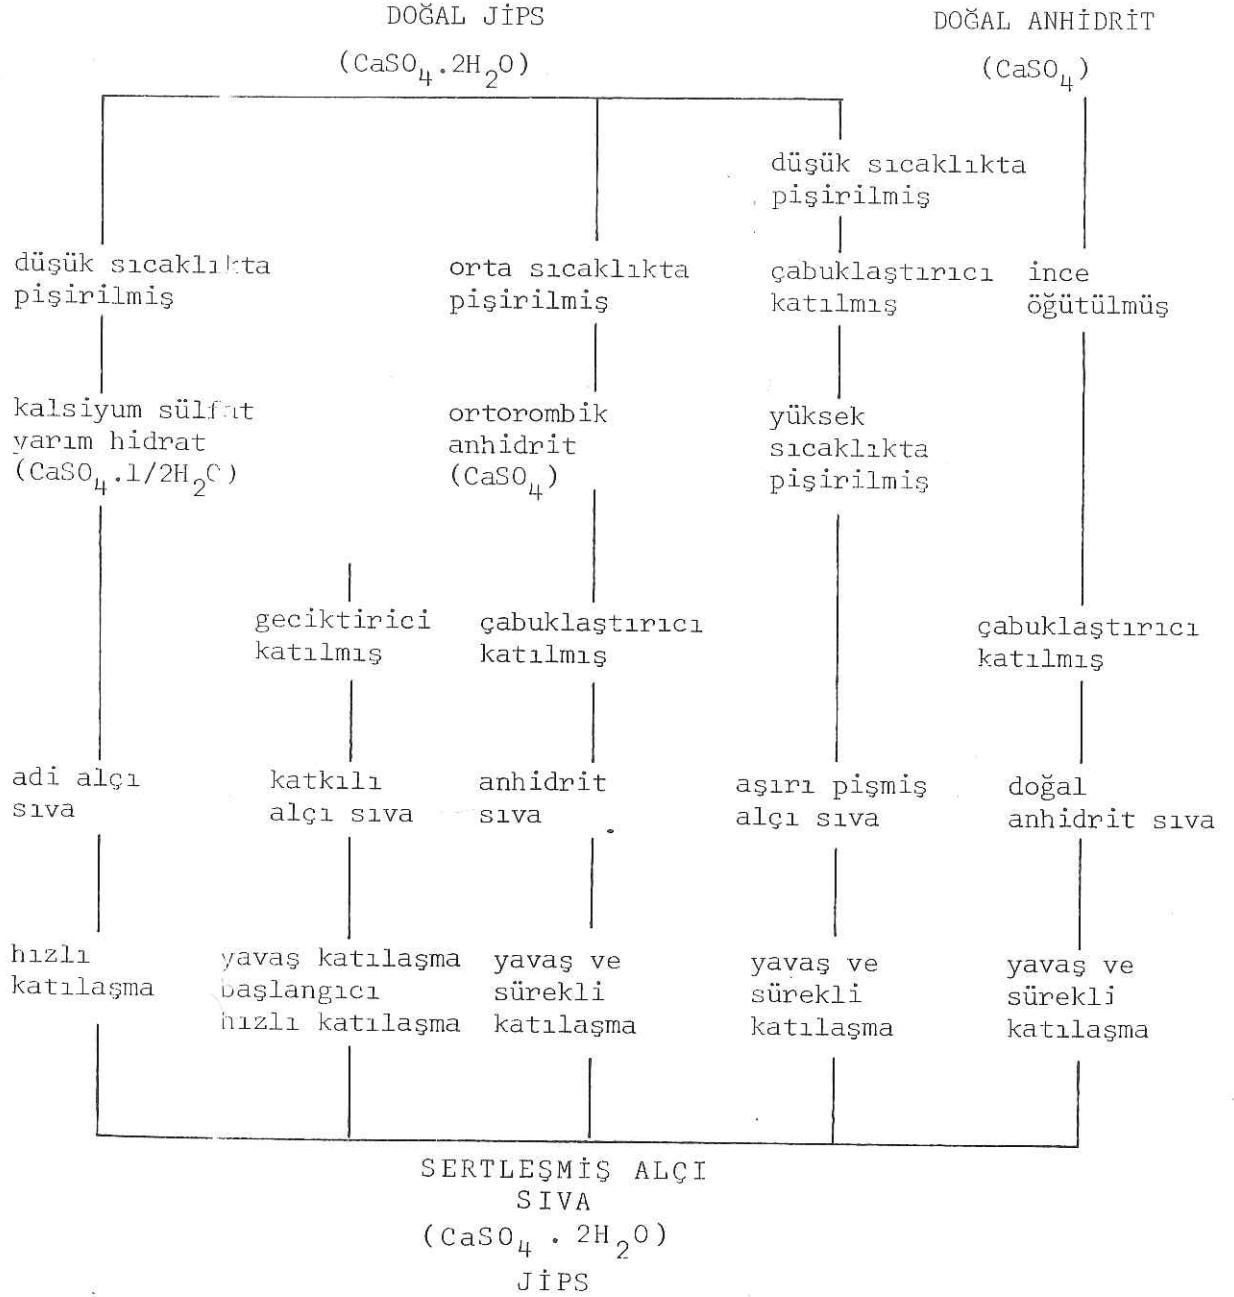 DOĞAL JİPS
(CaSO4.2H2O)
DOĞAL ANHİDRİT
(CaSO4)
düşük sıcaklıkta
pişirilmiş
düşük sıcaklıkta
pişirilmiş
orta sıcaklıkta
pişirilmiş
çabuklaştırıcı
katılmış
ince
öğütülmüş
kalsiyum sülfat
yarım hidrat
(CaSO4.1/2H2O)
ortorombik
anhidrit
(CaSO4)
yüksek
sıcaklıkta
pişirilmiş
geciktirici
katılmış
çabuklaştırıcı
katılmış
çabuklaştırıcı
katılmış
adi alçı
sıva
katkılı
alçı sıva
anhidrit
sıva
aşırı pişmiş
alçı sıva
doğal
anhidrit sıva
hızlı
katılaşma
yavaş katılaşma
başlangıcı
hızlı katılaşma
yavaş ve
sürekli
katılaşma
yavaş ve
sürekli
katılaşma
yavaş ve
sürekli
katılaşma
SERTLEŞMİŞ ALÇI
SIVA
(CaSO4 . 2H2O)
JİPS